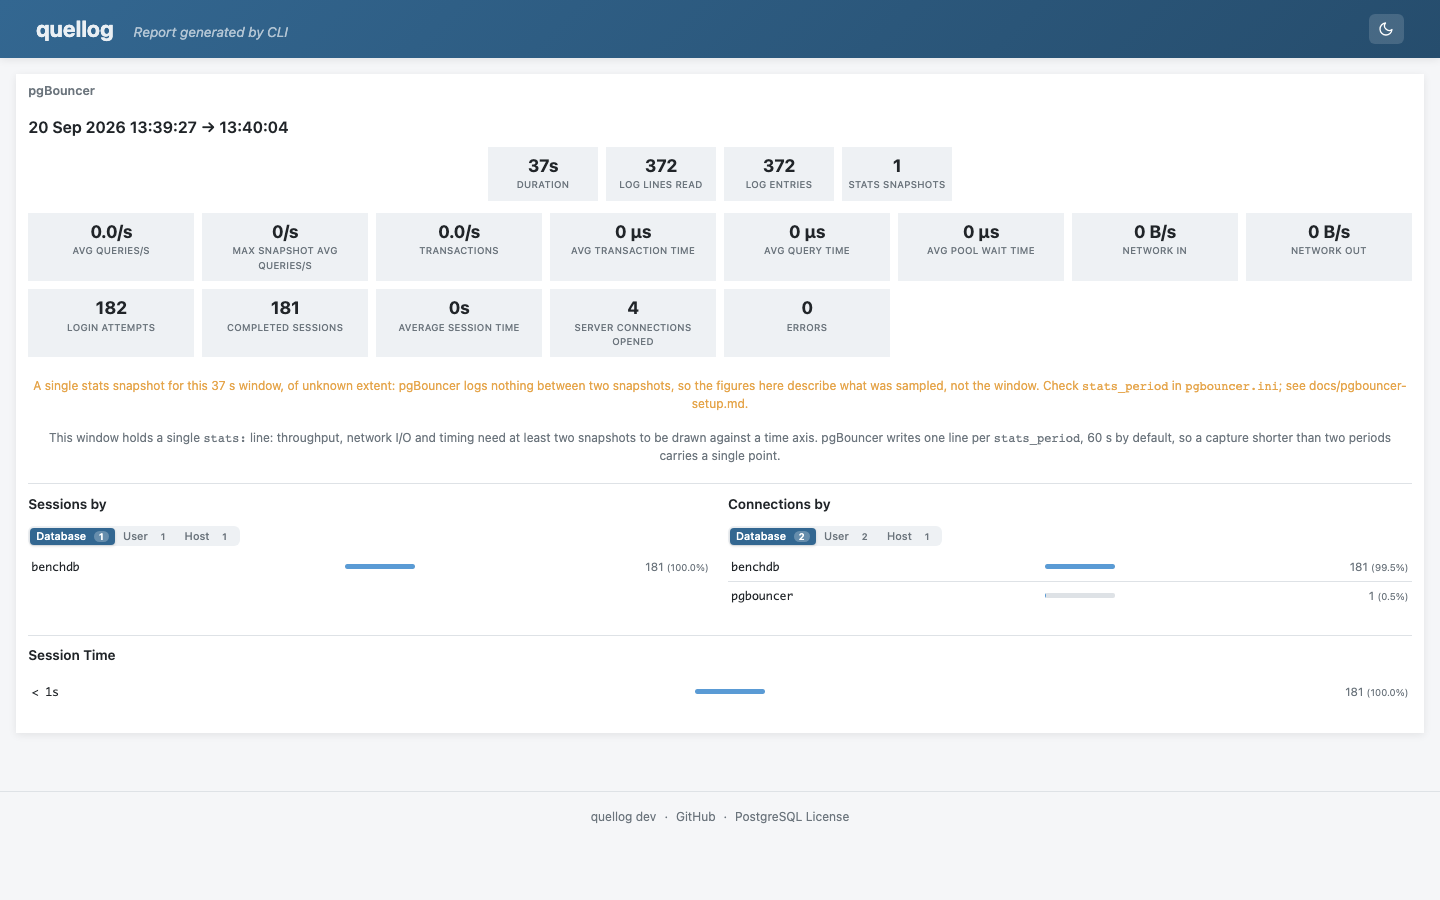 quellog Report generated by CLI
pgBouncer
20 Sep 2026 13:39:27 → 13:40:04
37s 372 372 1
DURATION LOG LINES READ LOG ENTRIES STATS SNAPSHOTS
0.0/s 0/s 0.0/s 0 µs 0 µs 0 µs 0 B/s 0 B/s
AVG QUERIES/S MAX SNAPSHOT AVG TRANSACTIONS AVG TRANSACTION TIME AVG QUERY TIME AVG POOL WAIT TIME NETWORK IN NETWORK OUT
QUERIES/S
182 181 0s 4 0
LOGIN ATTEMPTS COMPLETED SESSIONS AVERAGE SESSION TIME SERVER CONNECTIONS ERRORS
OPENED
A single stats snapshot for this 37 s window, of unknown extent: pgBouncer logs nothing between two snapshots, so the figures here describe what was sampled, not the window. Check stats_period in pgbouncer.ini; see docs/pgbouncer-
setup.md.
This window holds a single stats: line: throughput, network I/O and timing need at least two snapshots to be drawn against a time axis. pgBouncer writes one line per stats_period, 60 s by default, so a capture shorter than two periods
carries a single point.
Sessions by
Database 1 User 1 Host 1
benchdb 181 (100.0%)
Connections by
Database 2 User 2 Host 1
benchdb 181 (99.5%)
pgbouncer 1 (0.5%)
Session Time
< 1s 181 (100.0%)
quellog dev · GitHub · PostgreSQL License